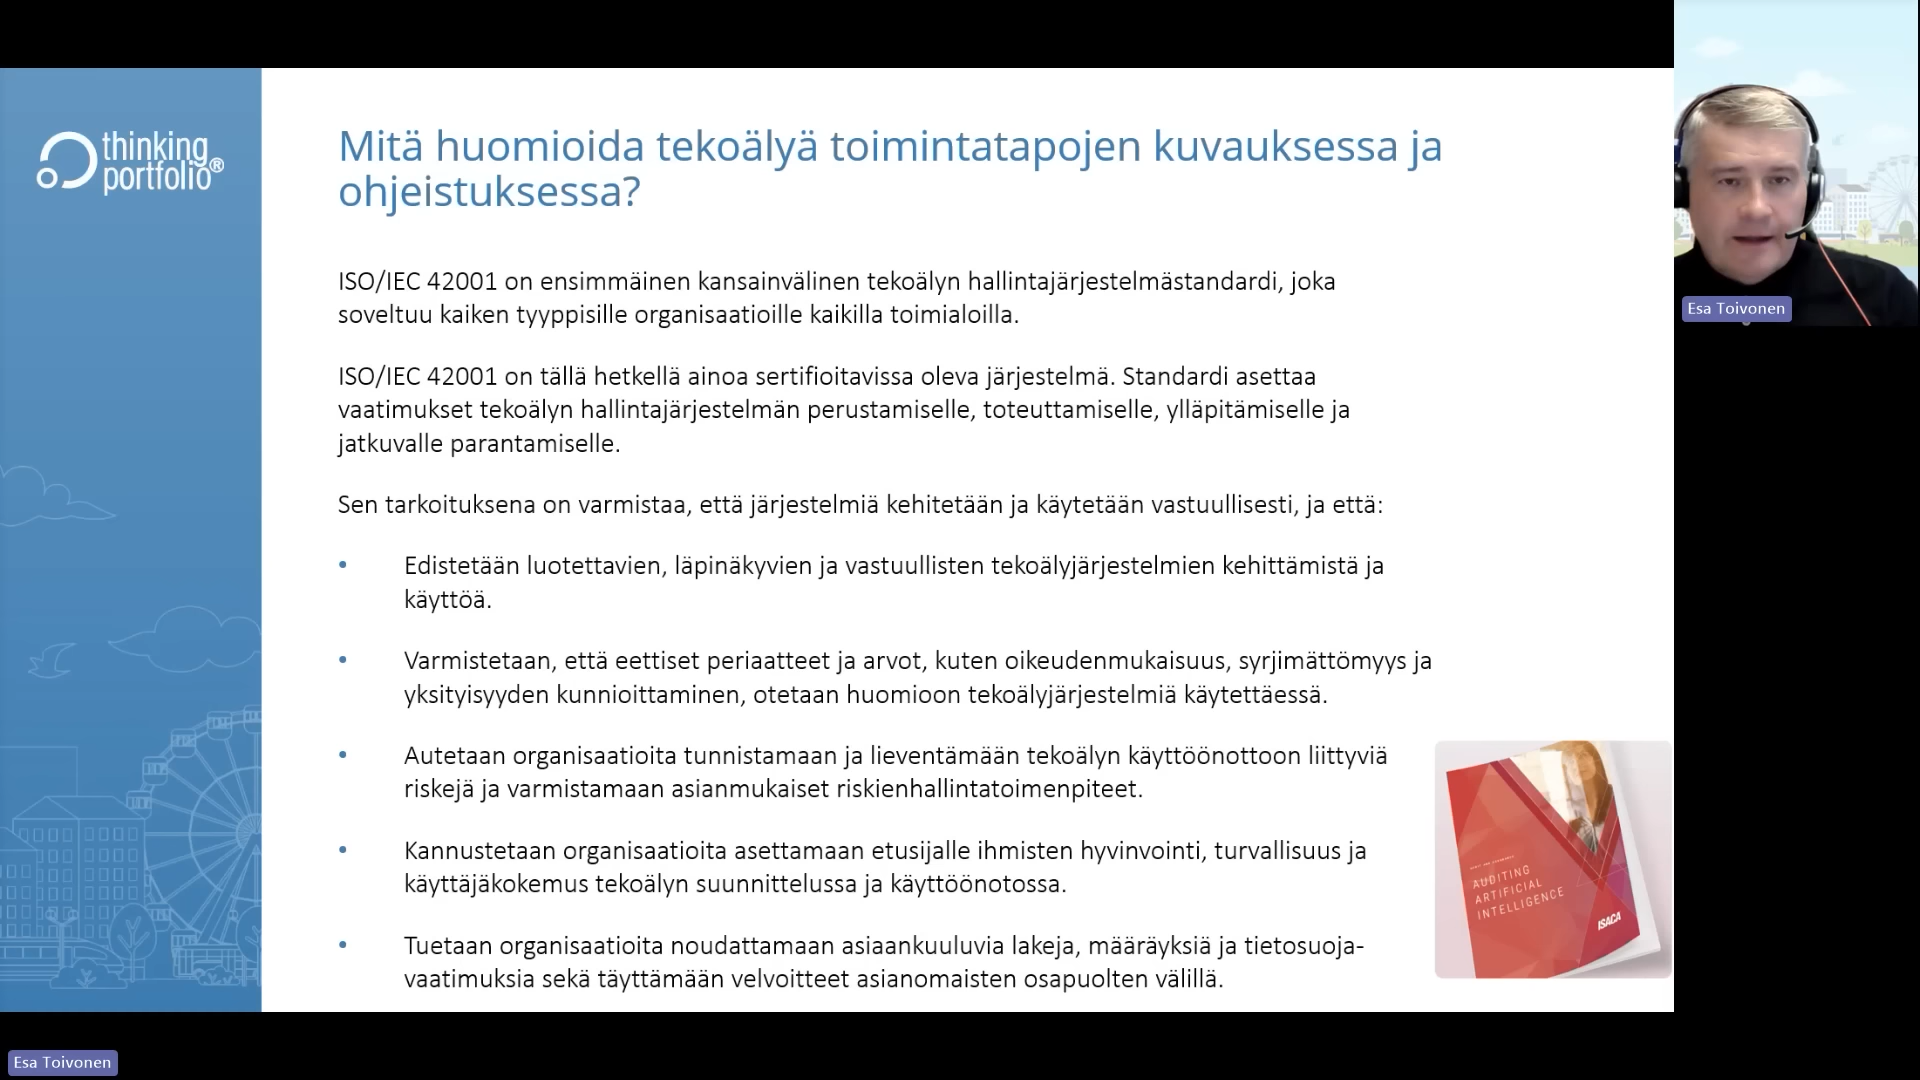 thinking
portfolio®
Mitä huomioida tekoälyä toimintatapojen kuvauksessa ja
ohjeistuksessa?
ISO/IEC 42001 on ensimmäinen kansainvälinen tekoälyn hallintajärjestelmästandardi, joka
soveltuu kaiken tyyppisille organisaatioille kaikilla toimialoilla.
ISO/IEC 42001 on tällä hetkellä ainoa sertifioitavissa oleva järjestelmä. Standardi asettaa
vaatimukset tekoälyn hallintajärjestelmän perustamiselle, toteuttamiselle, ylläpitämiselle ja
jatkuvalle parantamiselle.
Sen tarkoituksena on varmistaa, että järjestelmiä kehitetään ja käytetään vastuullisesti, ja että:
• Edistetään luotettavien, läpinäkyvien ja vastuullisten tekoälyjärjestelmien kehittämistä ja
käyttöä.
• Varmistetaan, että eettiset periaatteet ja arvot, kuten oikeudenmukaisuus, syrjimättömyys ja
yksityisyyden kunnioittaminen, otetaan huomioon tekoälyjärjestelmiä käytettäessä.
• Autetaan organisaatioita tunnistamaan ja lieventämään tekoälyn käyttöönottoon liittyviä
riskejä ja varmistamaan asianmukaiset riskienhallintatoimenpiteet.
• Kannustetaan organisaatioita asettamaan etusijalle ihmisten hyvinvointi, turvallisuus ja
käyttäjäkokemus tekoälyn suunnittelussa ja käyttöönotossa.
• Tuetaan organisaatioita noudattamaan asiaankuuluvia lakeja, määräyksiä ja tietosuoja-
vaatimuksia sekä täyttämään velvoitteet asianomaisten osapuolten välillä.
AUDITING
ARTIFICIAL
INTELLIGENCE
ISACA
Esa Toivonen
Esa Toivonen